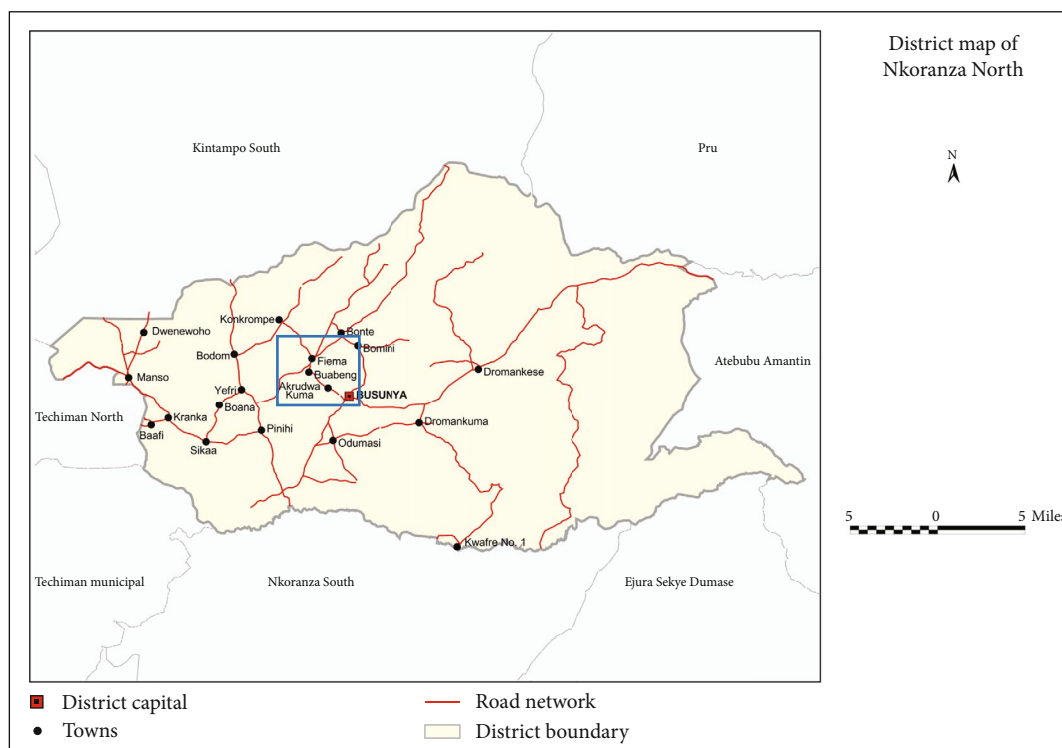 District map of
Nkoranza North
Kintampo South
Pru
N
Konkrompe
Bonte
Dwenewoho
Bomini
Bodom
Fiema
Atebubu Amantin
Buabeng
Dromankese
Manso
Akrudwa
Kuma
BUSUNYA
Yefri
Boana
Techiman North
Kranka
Dromankuma
Baafi
Pinihi
Sikaa
Odumasi
5 0 5 Miles
Kwafre No. 1
Techiman municipal
Nkoranza South
Ejura Sekye Dumase
District capital
Road network
Towns
District boundary